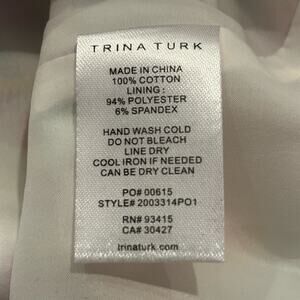 TRINA TURK
MADE IN CHINA
100% COTTON
LINING :
94% POLYESTER
6% SPANDEX
HAND WASH COLD
DO NOT BLEACH
LINE DRY
COOL IRON IF NEEDED
CAN BE DRY CLEAN
PO# 00615
STYLE# 2003314PO1
RN# 93415
CA# 30427
trinaturk.com